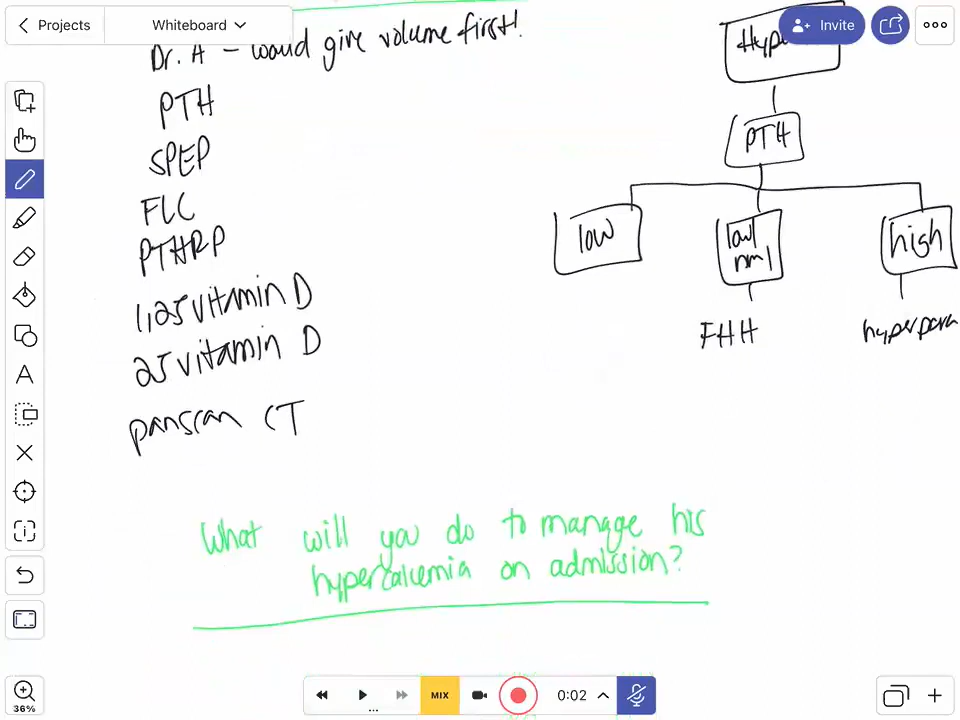 Projects
Whiteboard
Invite
Dr. A - would give volume first!
PTH
SPEP
FLC
PTHRP
1,25 vitamin D
25 vitamin D
panscan CT
Hyp
PTH
low
low/
nml
high
FHH
hyperpara
What will you do to manage his
hypercalcemia on admission?
36%
MIX
0:02